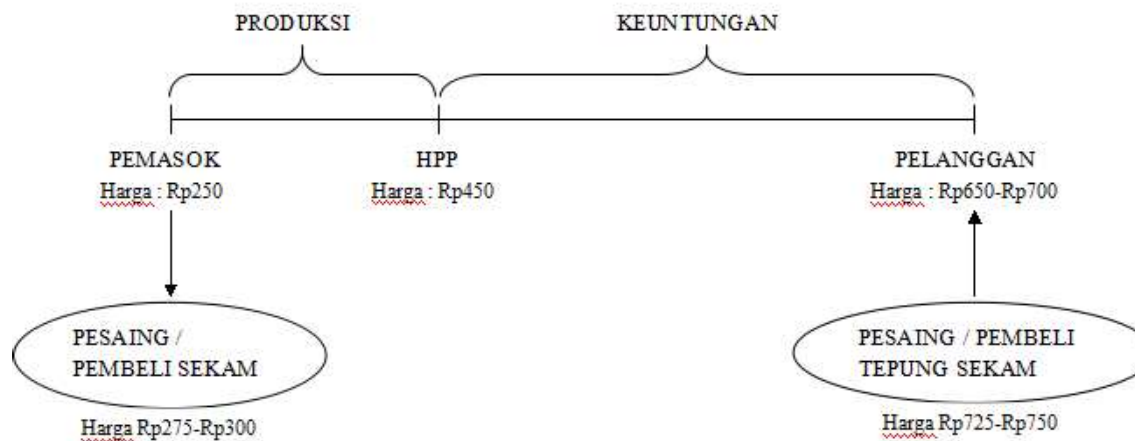 PRODUKSI
KEUNTUNGAN
PEMASOK
Harga : Rp250
HPP
Harga : Rp450
PELANGGAN
Harga : Rp650-Rp700
PESAING /
PEMBELI SEKAM
Harga Rp275-Rp300
PESAING / PEMBELI
TEPUNG SEKAM
Harga Rp725-Rp750